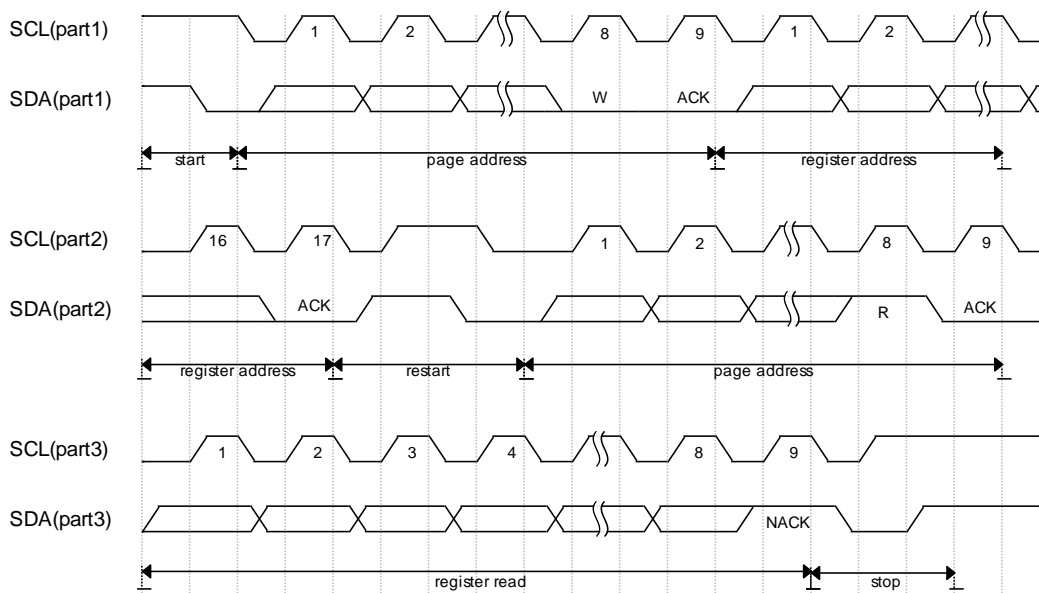 SCL(part1) 1 2 8 9 1 2
SDA(part1) W ACK
start page address register address
SCL(part2) 16 17 1 2 8 9
SDA(part2) ACK R ACK
register address restart page address
SCL(part3) 1 2 3 4 8 9
SDA(part3) NACK
register read stop